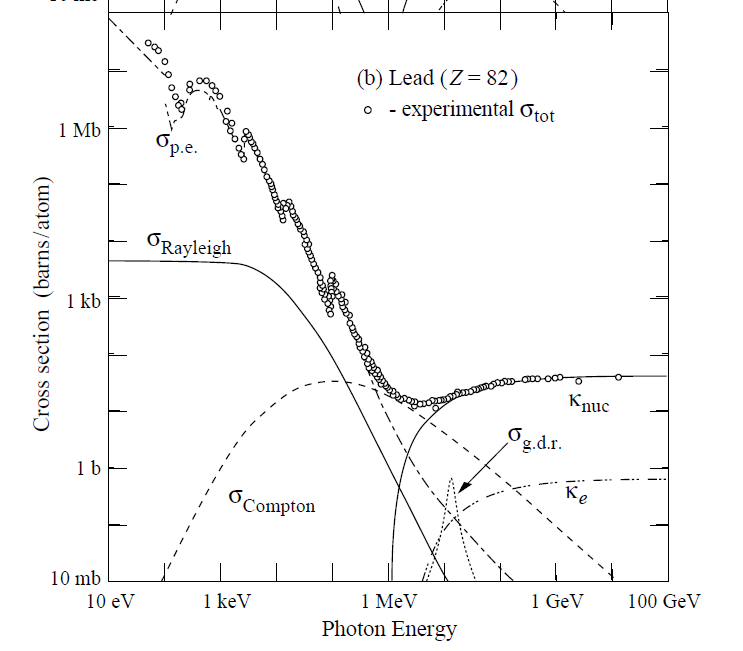 (b) Lead (Z = 82)
- experimental σtot
1 Mb
σp.e.
σRayleigh
Cross section (barns/atom)
1 kb
κnuc
σg.d.r.
1 b
σCompton
κe
10 mb
10 eV 1 keV 1 MeV 1 GeV 100 GeV
Photon Energy